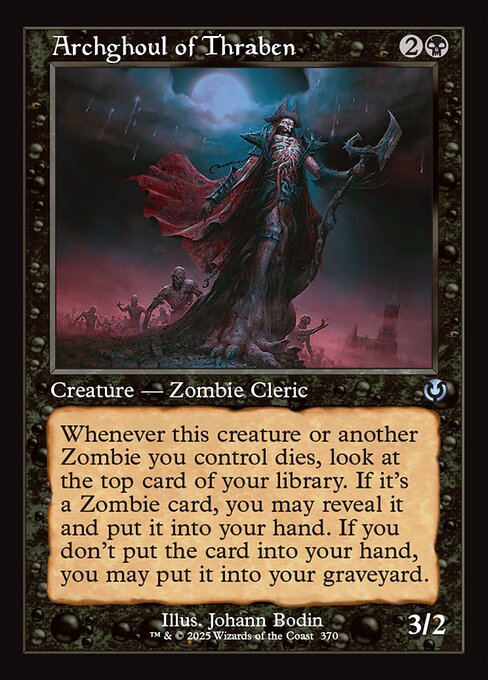 Archghoul of Thraben 2
Creature — Zombie Cleric
Whenever this creature or another
Zombie you control dies, look at
the top card of your library. If it's
a Zombie card, you may reveal it
and put it into your hand. If you
don't put the card into your hand,
you may put it into your graveyard.
Illus. Johann Bodin
™ & © 2025 Wizards of the Coast 370
3/2